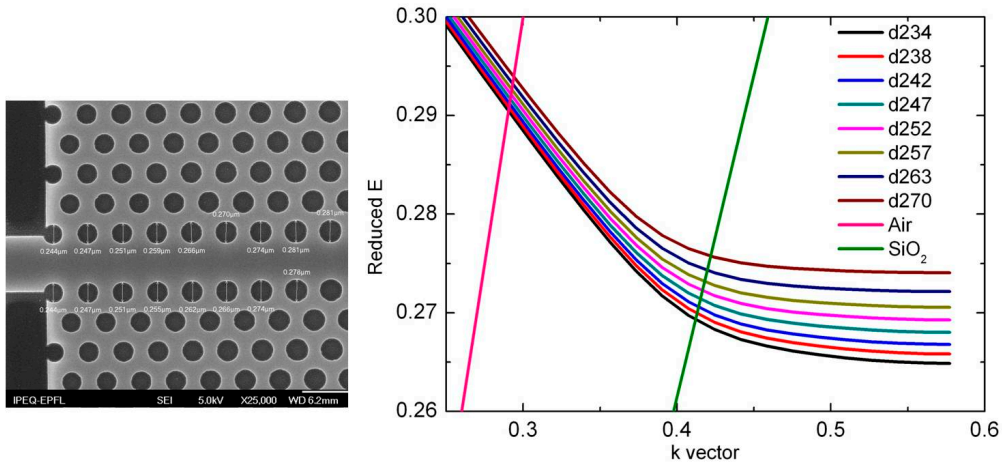 0.270µm
0.281µm
0.244µm 0.247µm 0.251µm 0.259µm 0.266µm 0.274µm 0.281µm
0.278µm
0.244µm 0.247µm 0.251µm 0.255µm 0.262µm 0.266µm 0.274µm
IPEQ-EPFL SEI 5.0kV X25,000 WD 6.2mm
0.30
0.29
0.28
0.27
0.26
Reduced E
0.3 0.4 0.5 0.6
k vector
d234
d238
d242
d247
d252
d257
d263
d270
Air
SiO₂